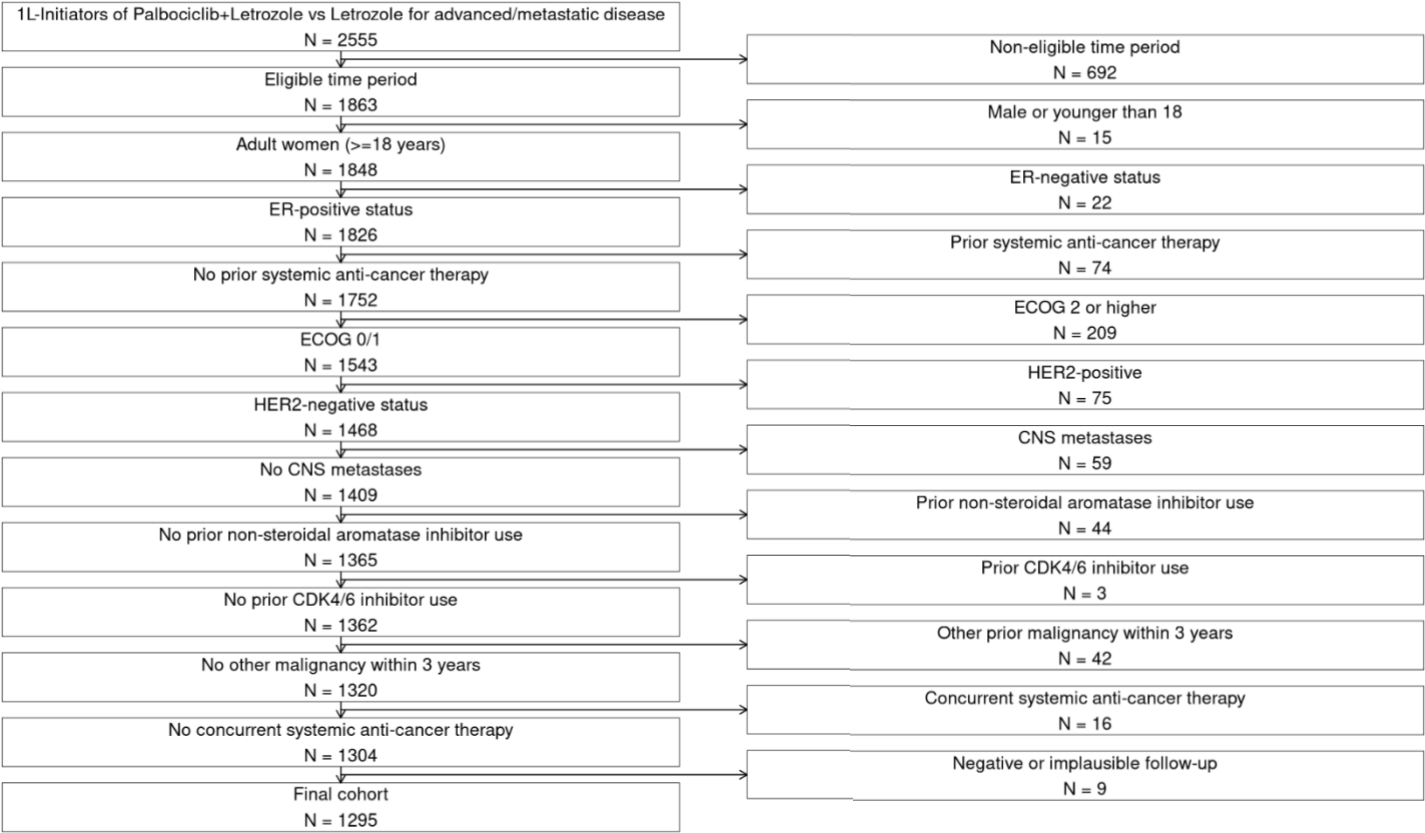 1L-Initiators of Palbociclib+Letrozole vs Letrozole for advanced/metastatic disease
N = 2555
Non-eligible time period
N = 692
Eligible time period
N = 1863
Male or younger than 18
N = 15
Adult women (>=18 years)
N = 1848
ER-negative status
N = 22
ER-positive status
N = 1826
Prior systemic anti-cancer therapy
N = 74
No prior systemic anti-cancer therapy
N = 1752
ECOG 2 or higher
N = 209
ECOG 0/1
N = 1543
HER2-positive
N = 75
HER2-negative status
N = 1468
CNS metastases
N = 59
No CNS metastases
N = 1409
Prior non-steroidal aromatase inhibitor use
N = 44
No prior non-steroidal aromatase inhibitor use
N = 1365
Prior CDK4/6 inhibitor use
N = 3
No prior CDK4/6 inhibitor use
N = 1362
Other prior malignancy within 3 years
N = 42
No other malignancy within 3 years
N = 1320
Concurrent systemic anti-cancer therapy
N = 16
No concurrent systemic anti-cancer therapy
N = 1304
Negative or implausible follow-up
N = 9
Final cohort
N = 1295